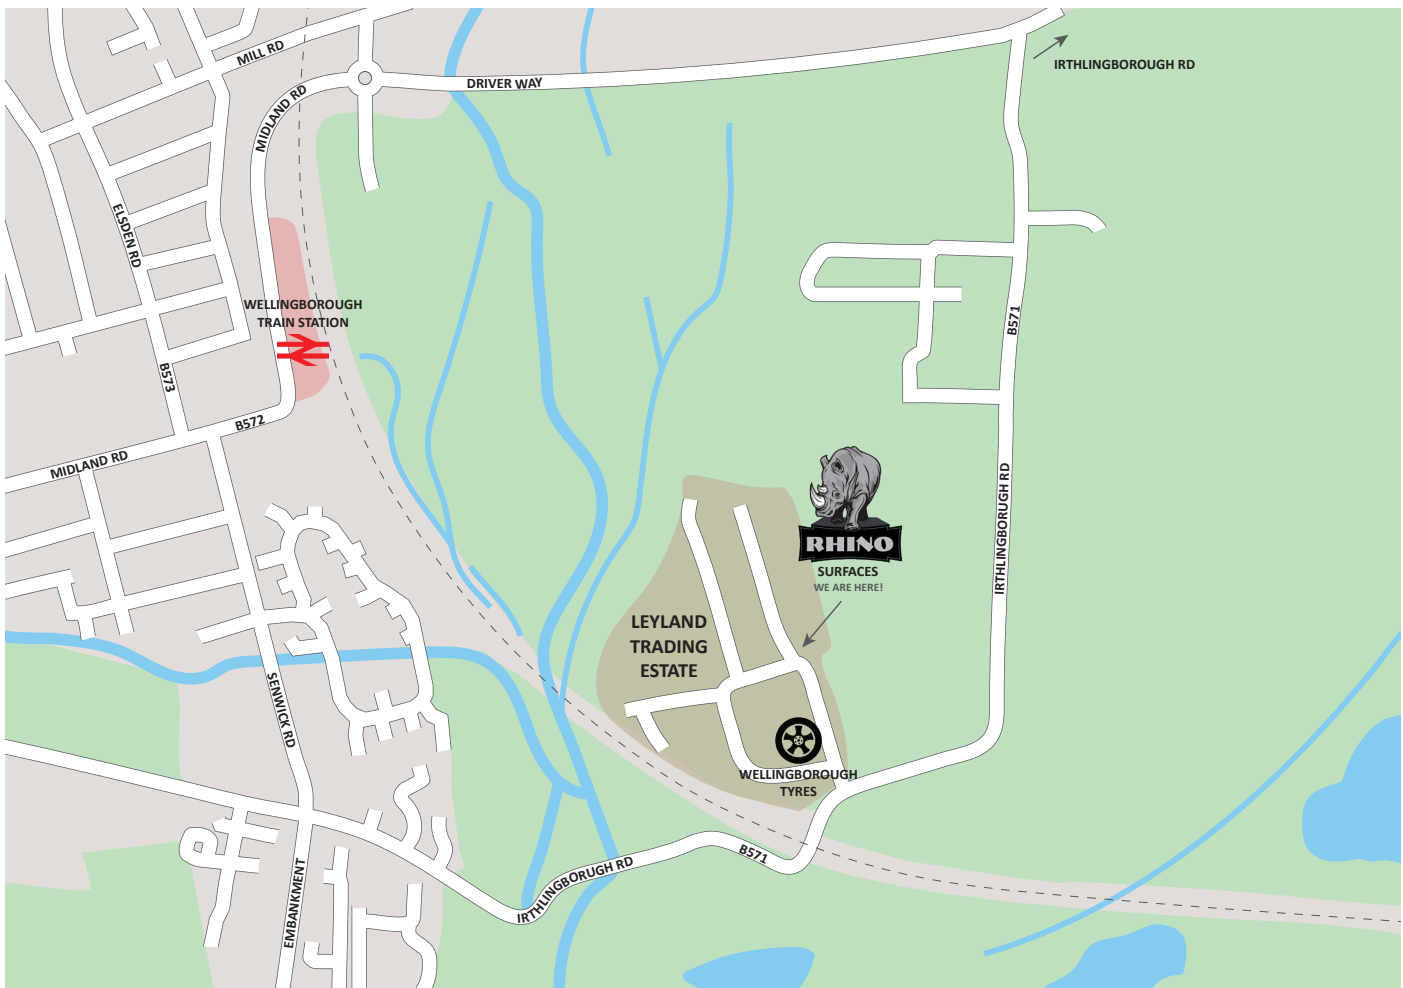 MILL RD
IRTHLINGBOROUGH RD
DRIVER WAY
MIDLAND RD
ELSDEN RD
WELLINGBOROUGH
TRAIN STATION
B571
B573
B572
MIDLAND RD
IRTHLINGBOROUGH RD
RHINO
SURFACES
WE ARE HERE!
LEYLAND
TRADING
ESTATE
SENWICK RD
WELLINGBOROUGH
TYRES
B571
IRTHLINGBORUGH RD
EMBANKMENT